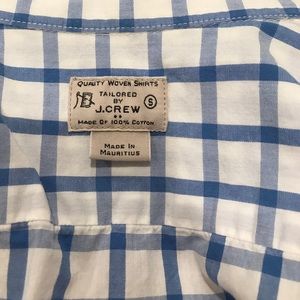 Quality Woven Shirts
Tailored
by
J.Crew
S
Made of 100% Cotton
Made in
Mauritius